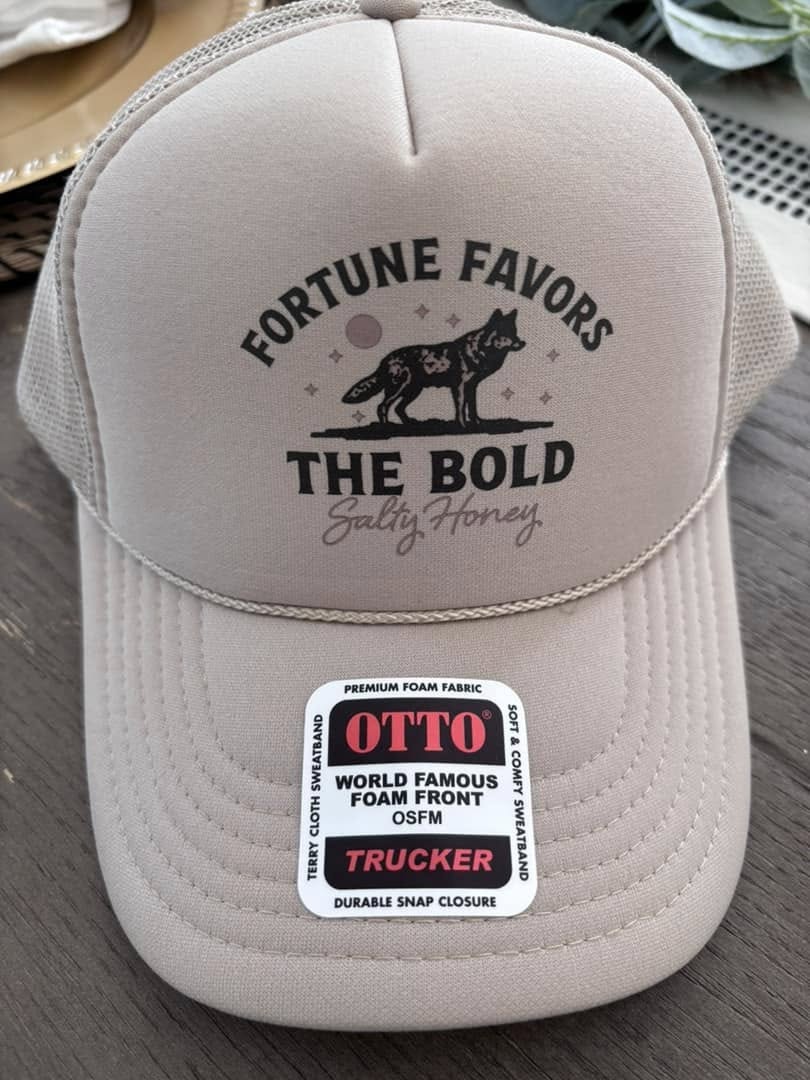 FORTUNE FAVORS
THE BOLD
Salty Honey
PREMIUM FOAM FABRIC
OTTO®
WORLD FAMOUS
FOAM FRONT
OSFM
TRUCKER
DURABLE SNAP CLOSURE
TERRY CLOTH SWEATBAND
SOFT & COMFY SWEATBAND